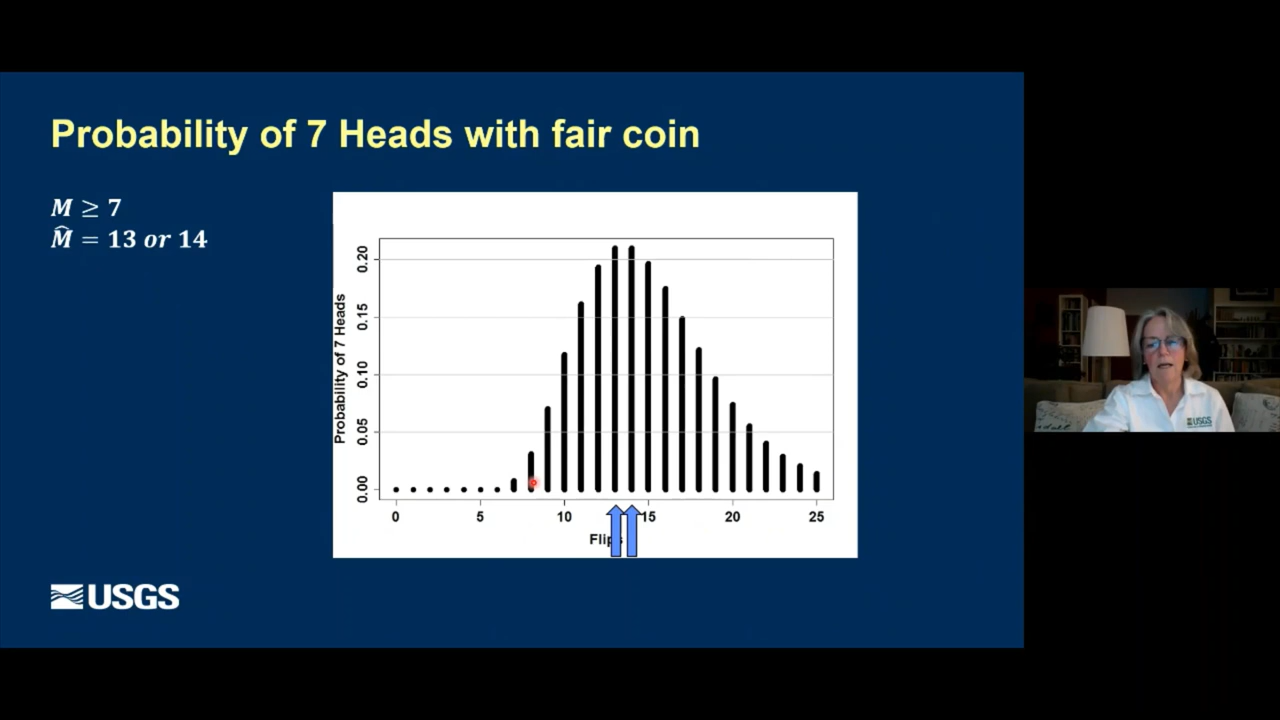 Probability of 7 Heads with fair coin
M ≥ 7
M̂ = 13 or 14
Probability of 7 Heads
0.20
0.15
0.10
0.05
0.00
0 5 10 15 20 25
USGS
USGS